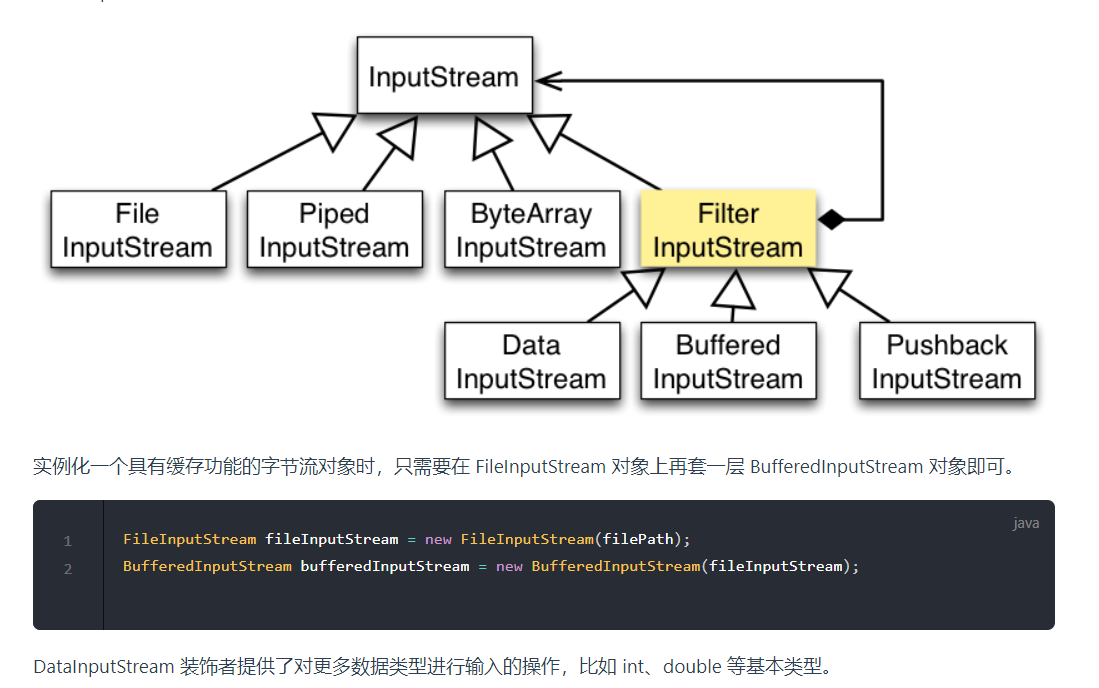 InputStream
File
InputStream
Piped
InputStream
ByteArray
InputStream
Filter
InputStream
Data
InputStream
Buffered
InputStream
Pushback
InputStream
实例化一个具有缓存功能的字节流对象时，只需要在 FileInputStream 对象上再套一层 BufferedInputStream 对象即可。
java
1 FileInputStream fileInputStream = new FileInputStream(filePath);
2 BufferedInputStream bufferedInputStream = new BufferedInputStream(fileInputStream);
DataInputStream 装饰者提供了对更多数据类型进行输入的操作，比如 int、double 等基本类型。